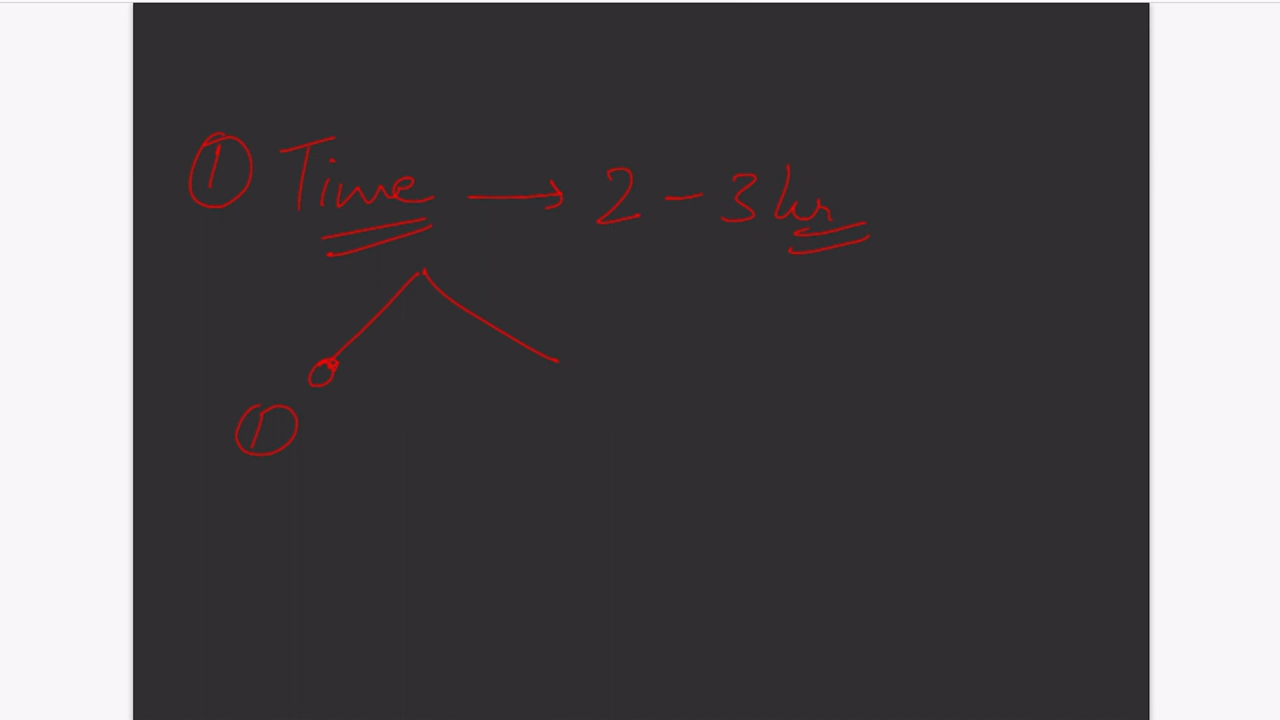 ① Time → 2 - 3 hr
①